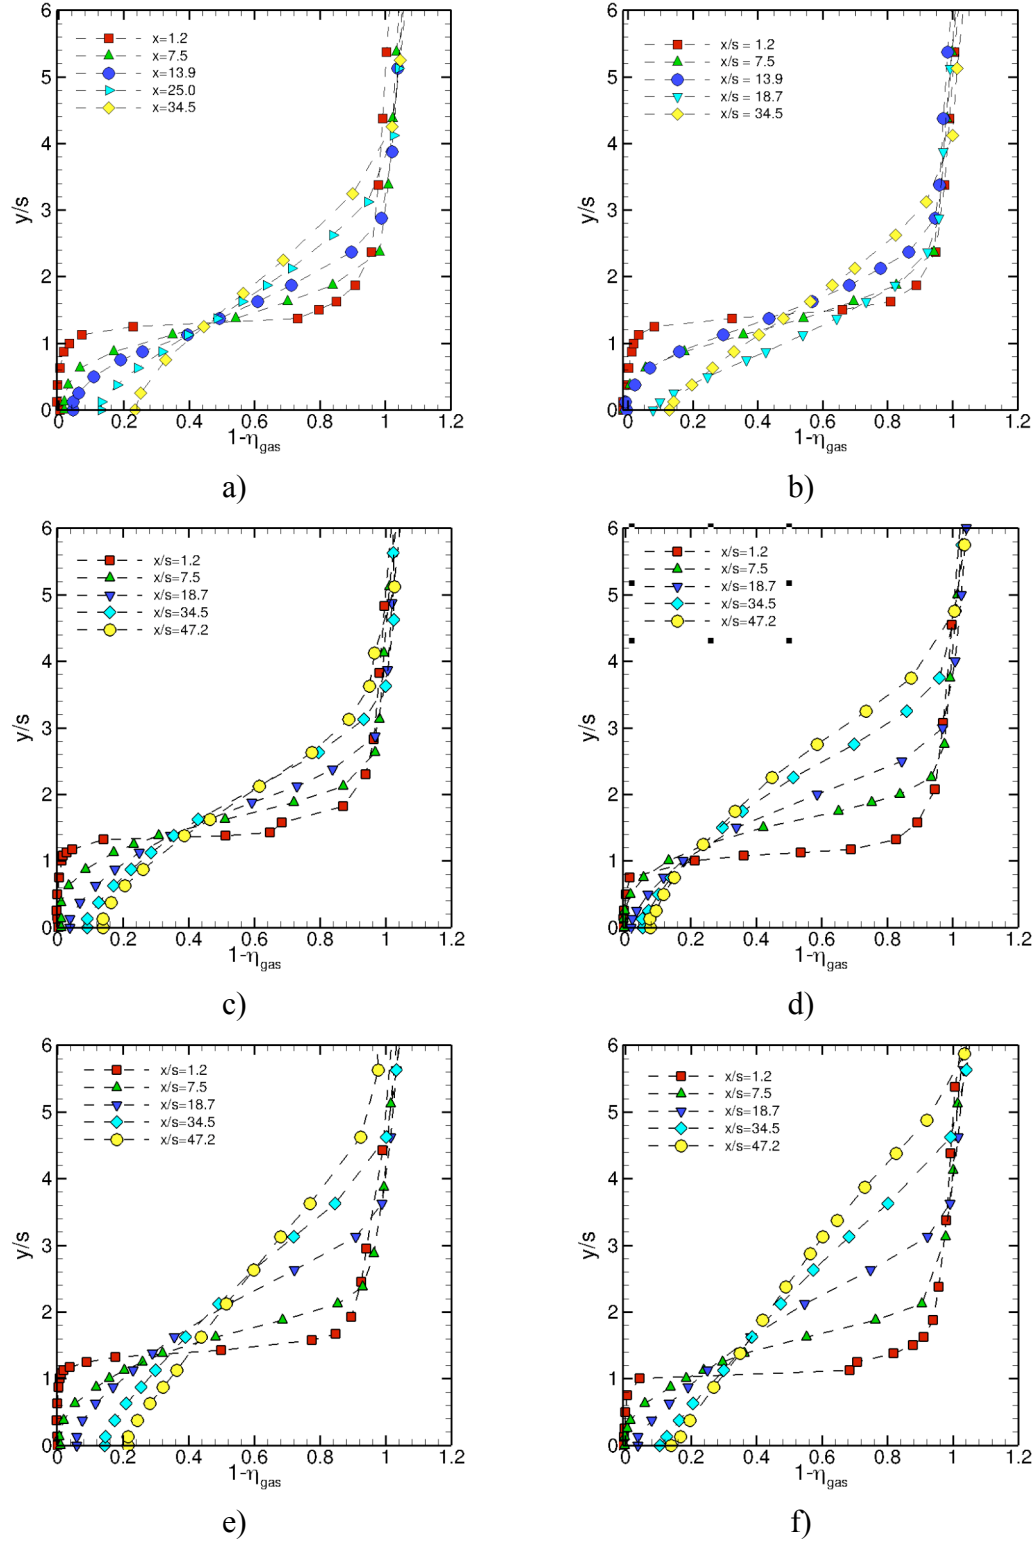 6
5
4
3
2
1
0
y/s
x=1.2
x=7.5
x=13.9
x=25.0
x=34.5
0 0.2 0.4 0.6 0.8 1 1.2
1-ηgas
a)
6
5
4
3
2
1
0
y/s
x/s = 1.2
x/s = 7.5
x/s = 13.9
x/s = 18.7
x/s = 34.5
0 0.2 0.4 0.6 0.8 1 1.2
1-ηgas
b)
6
5
4
3
2
1
0
y/s
x/s=1.2
x/s=7.5
x/s=18.7
x/s=34.5
x/s=47.2
0 0.2 0.4 0.6 0.8 1 1.2
1-ηgas
c)
6
5
4
3
2
1
0
y/s
x/s=1.2
x/s=7.5
x/s=18.7
x/s=34.5
x/s=47.2
0 0.2 0.4 0.6 0.8 1 1.2
1-ηgas
d)
6
5
4
3
2
1
0
y/s
x/s=1.2
x/s=7.5
x/s=18.7
x/s=34.5
x/s=47.2
0 0.2 0.4 0.6 0.8 1 1.2
1-ηgas
e)
6
5
4
3
2
1
0
y/s
x/s=1.2
x/s=7.5
x/s=18.7
x/s=34.5
x/s=47.2
0 0.2 0.4 0.6 0.8 1 1.2
1-ηgas
f)